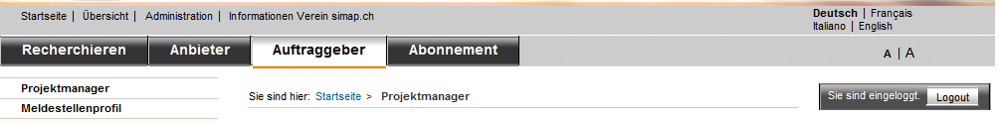 Startseite | Übersicht | Administration | Informationen Verein simap.ch
Deutsch | Français
Italiano | English
Recherchieren Anbieter Auftraggeber Abonnement
A | A
Projektmanager
Meldestellenprofil
Sie sind hier: Startseite > Projektmanager
Sie sind eingeloggt. Logout